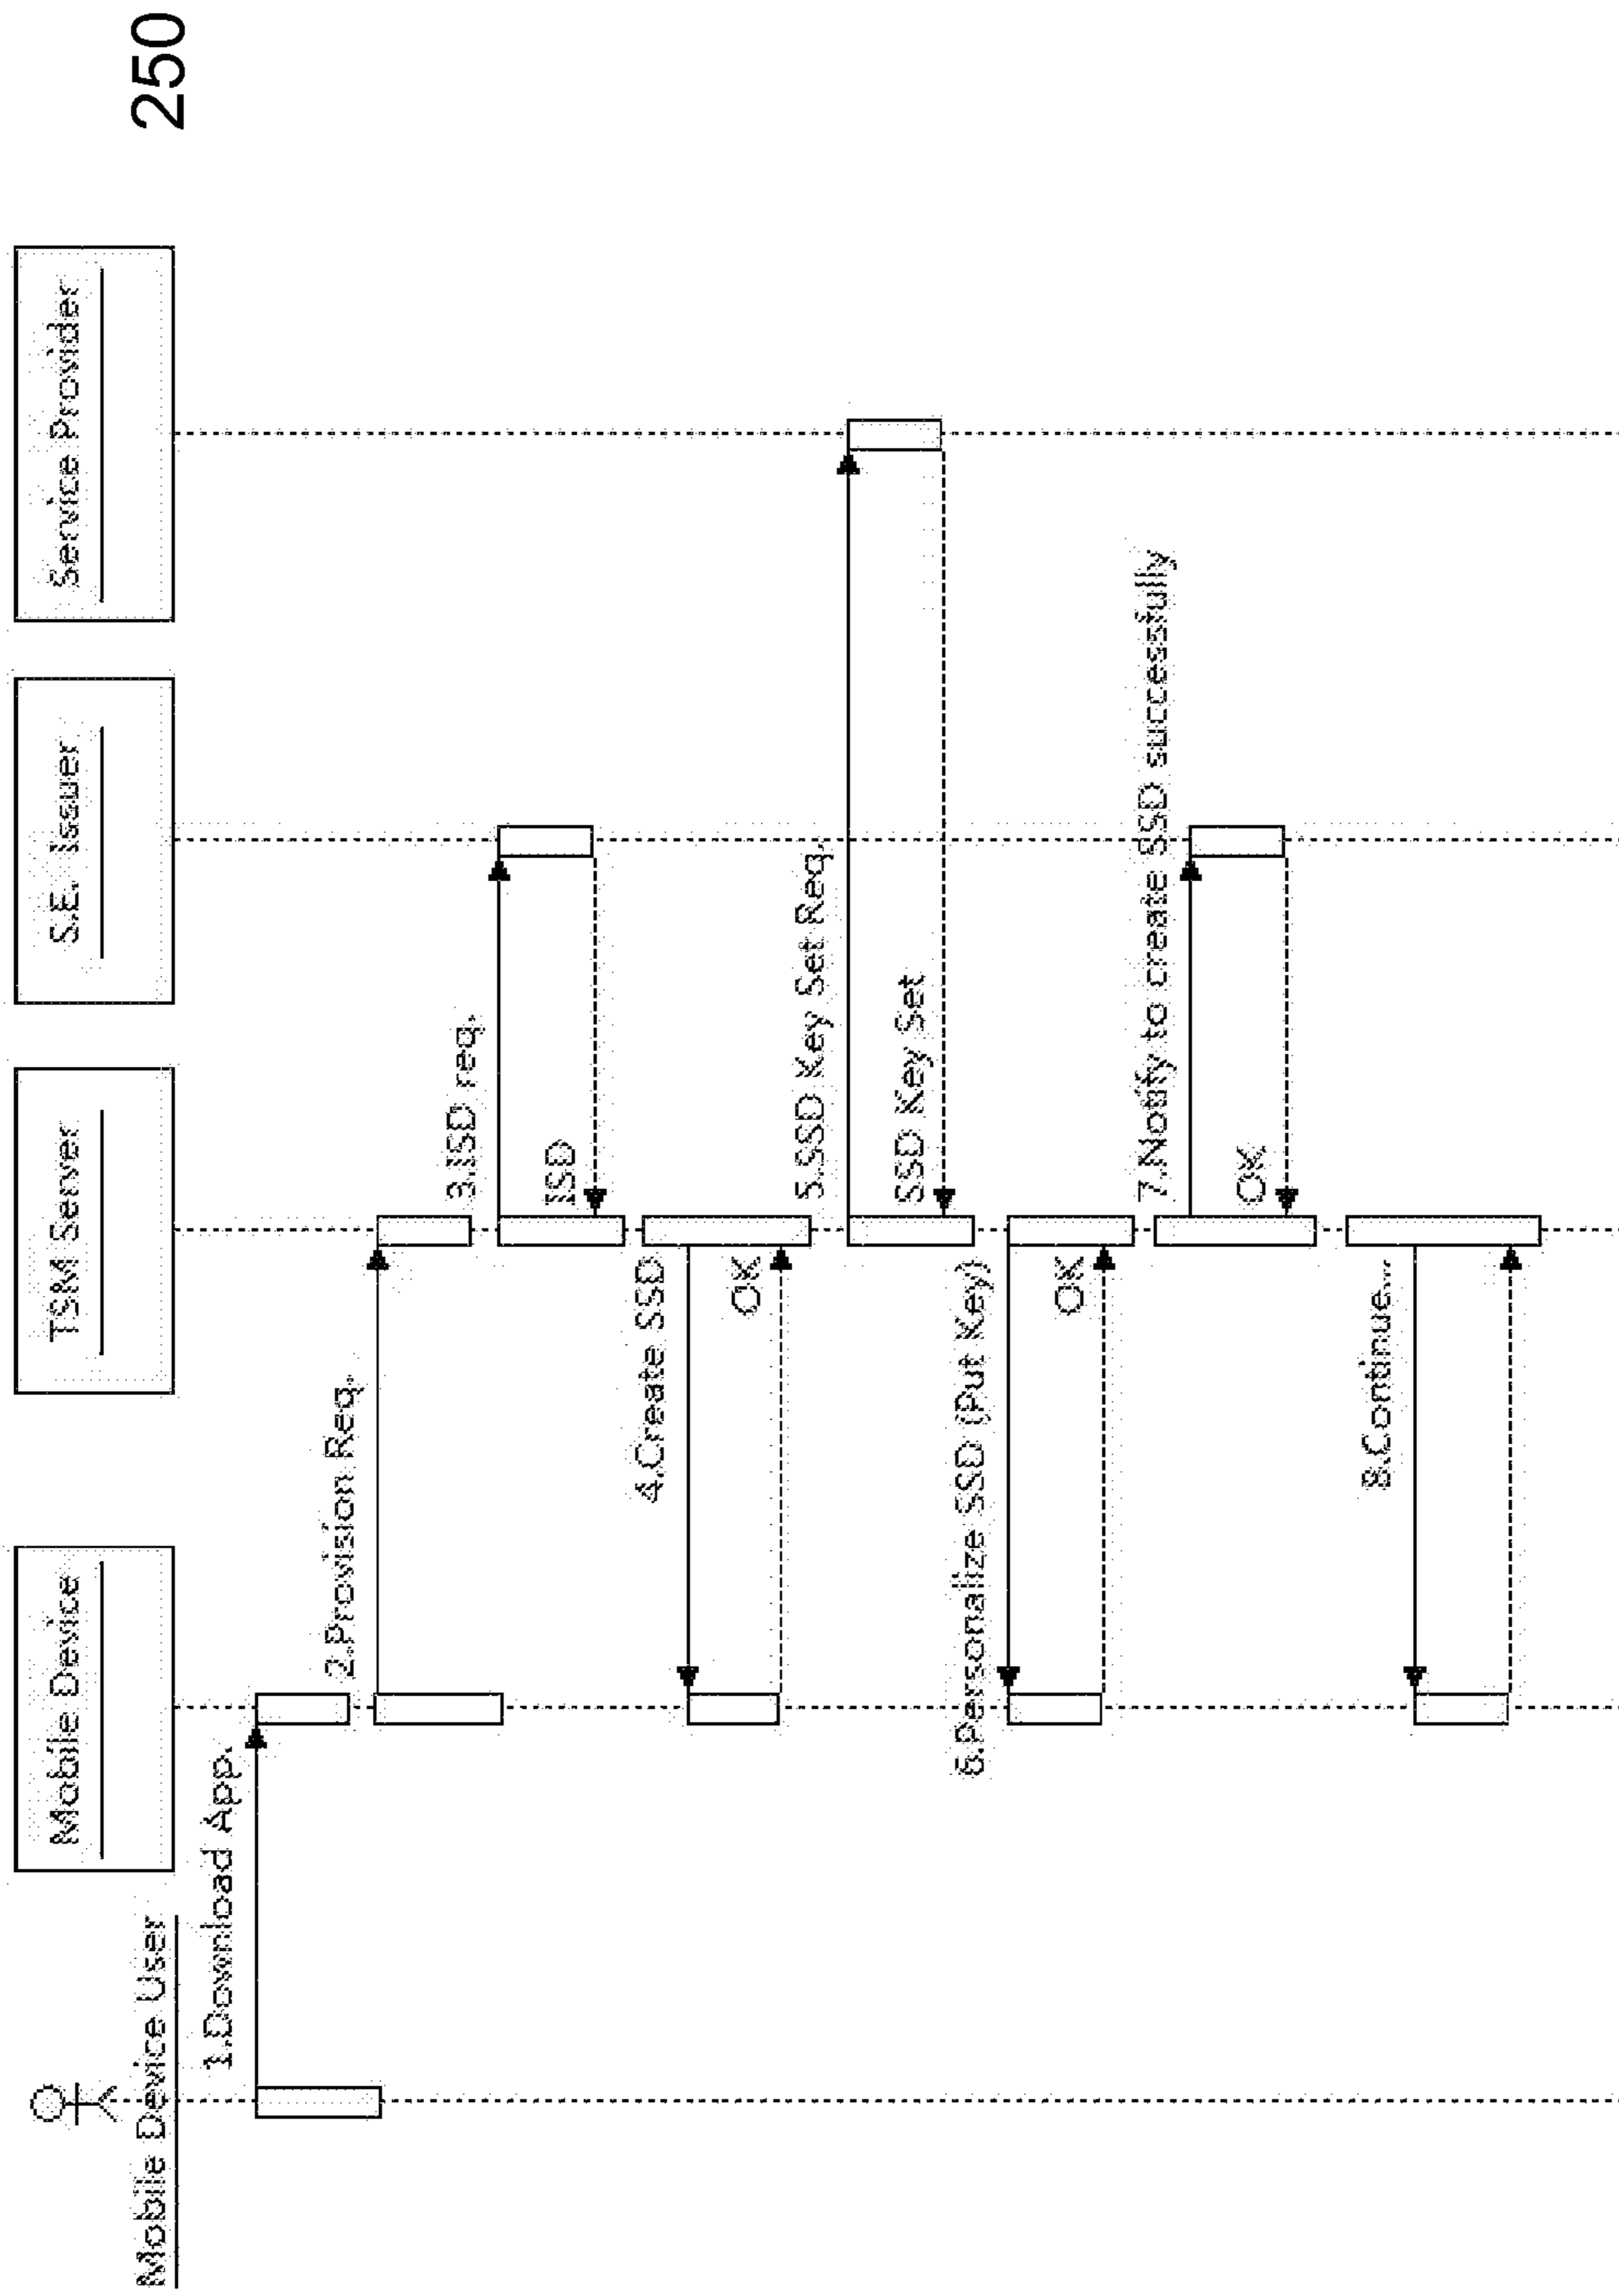 250
Mobile Device User
Mobile Device
TSM Server
S.E. Issuer
Service Provider
1.Download App.
2.Provision Req.
3.ISD req.
ISD
4.Create SSD
OK
5.SSD Key Set Req.
SSD Key Set
6.Personalize SSD (Put Key)
OK
7.Notify to create SSD successfully
OK
8.Continue...